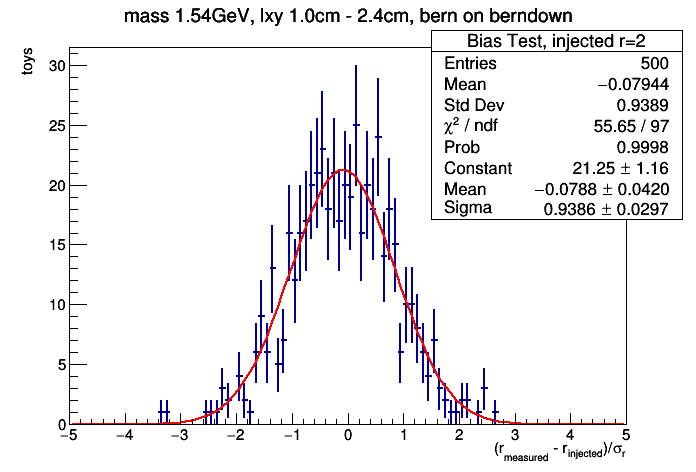 mass 1.54GeV, lxy 1.0cm - 2.4cm, bern on berndown
Bias Test, injected r=2
Entries 500
Mean −0.07944
Std Dev 0.9389
χ² / ndf 55.65 / 97
Prob 0.9998
Constant 21.25 ± 1.16
Mean −0.0788 ± 0.0420
Sigma 0.9386 ± 0.0297
toys
30
25
20
15
10
5
0
−5 −4 −3 −2 −1 0 1 2 3 4 5
(r_measured - r_injected)/σ_r